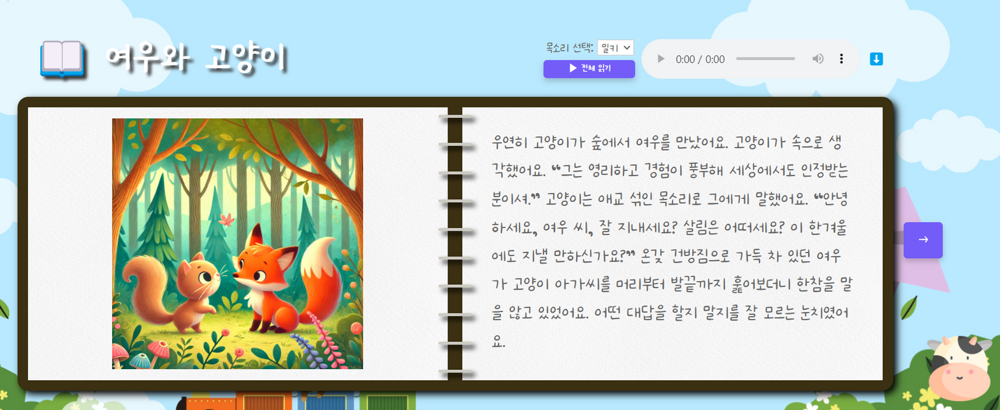 여우와 고양이
목소리 선택: 밀키
▶ 전체 읽기
0:00 / 0:00
우연히 고양이가 숲에서 여우를 만났어요. 고양이가 속으로 생
각했어요. “그는 영리하고 경험이 풍부해 세상에서도 인정받는
분이셔.” 고양이는 애교 섞인 목소리로 그에게 말했어요. “안녕
하세요, 여우 씨, 잘 지내세요? 살림은 어떠세요? 이 한겨울
에도 지낼 만하신가요?” 온갖 건방짐으로 가득 차 있던 여우
가 고양이 아가씨를 머리부터 발끝까지 훑어보더니 한참을 말
을 않고 있었어요. 어떤 대답을 할지 말지를 잘 모르는 눈치였어
요.